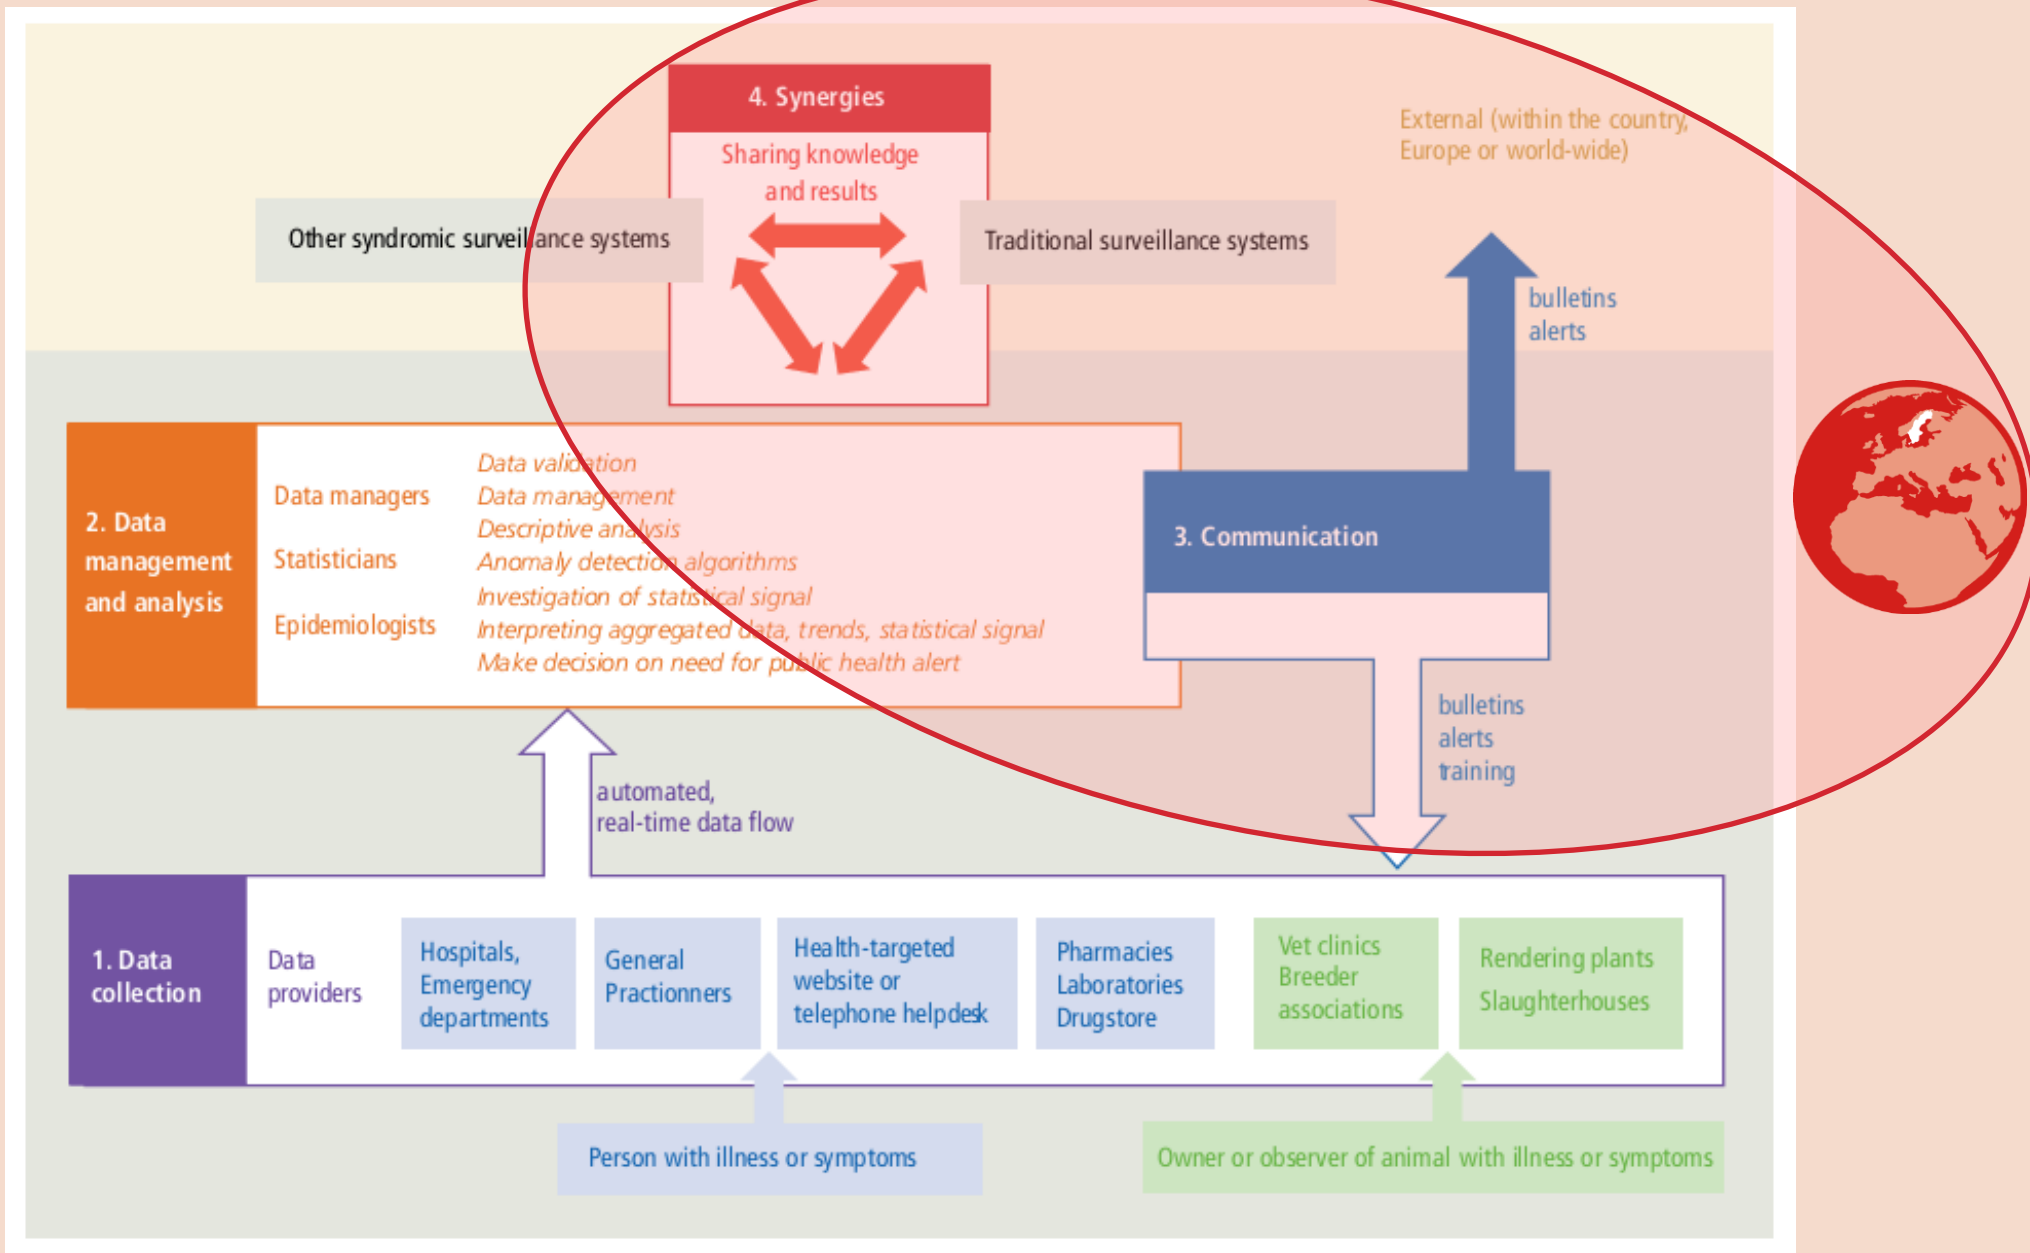 4. Synergies
Sharing knowledge
and results
External (within the country,
Europe or world-wide)
Other syndromic surveillance systems
Traditional surveillance systems
bulletins
alerts
2. Data
management
and analysis
Data managers
Statisticians
Epidemiologists
Data validation
Data management
Descriptive analysis
Anomaly detection algorithms
Investigation of statistical signal
Interpreting aggregated data, trends, statistical signal
Make decision on need for public health alert
3. Communication
bulletins
alerts
training
automated,
real-time data flow
1. Data
collection
Data
providers
Hospitals,
Emergency
departments
General
Practionners
Health-targeted
website or
telephone helpdesk
Pharmacies
Laboratories
Drugstore
Vet clinics
Breeder
associations
Rendering plants
Slaughterhouses
Person with illness or symptoms
Owner or observer of animal with illness or symptoms